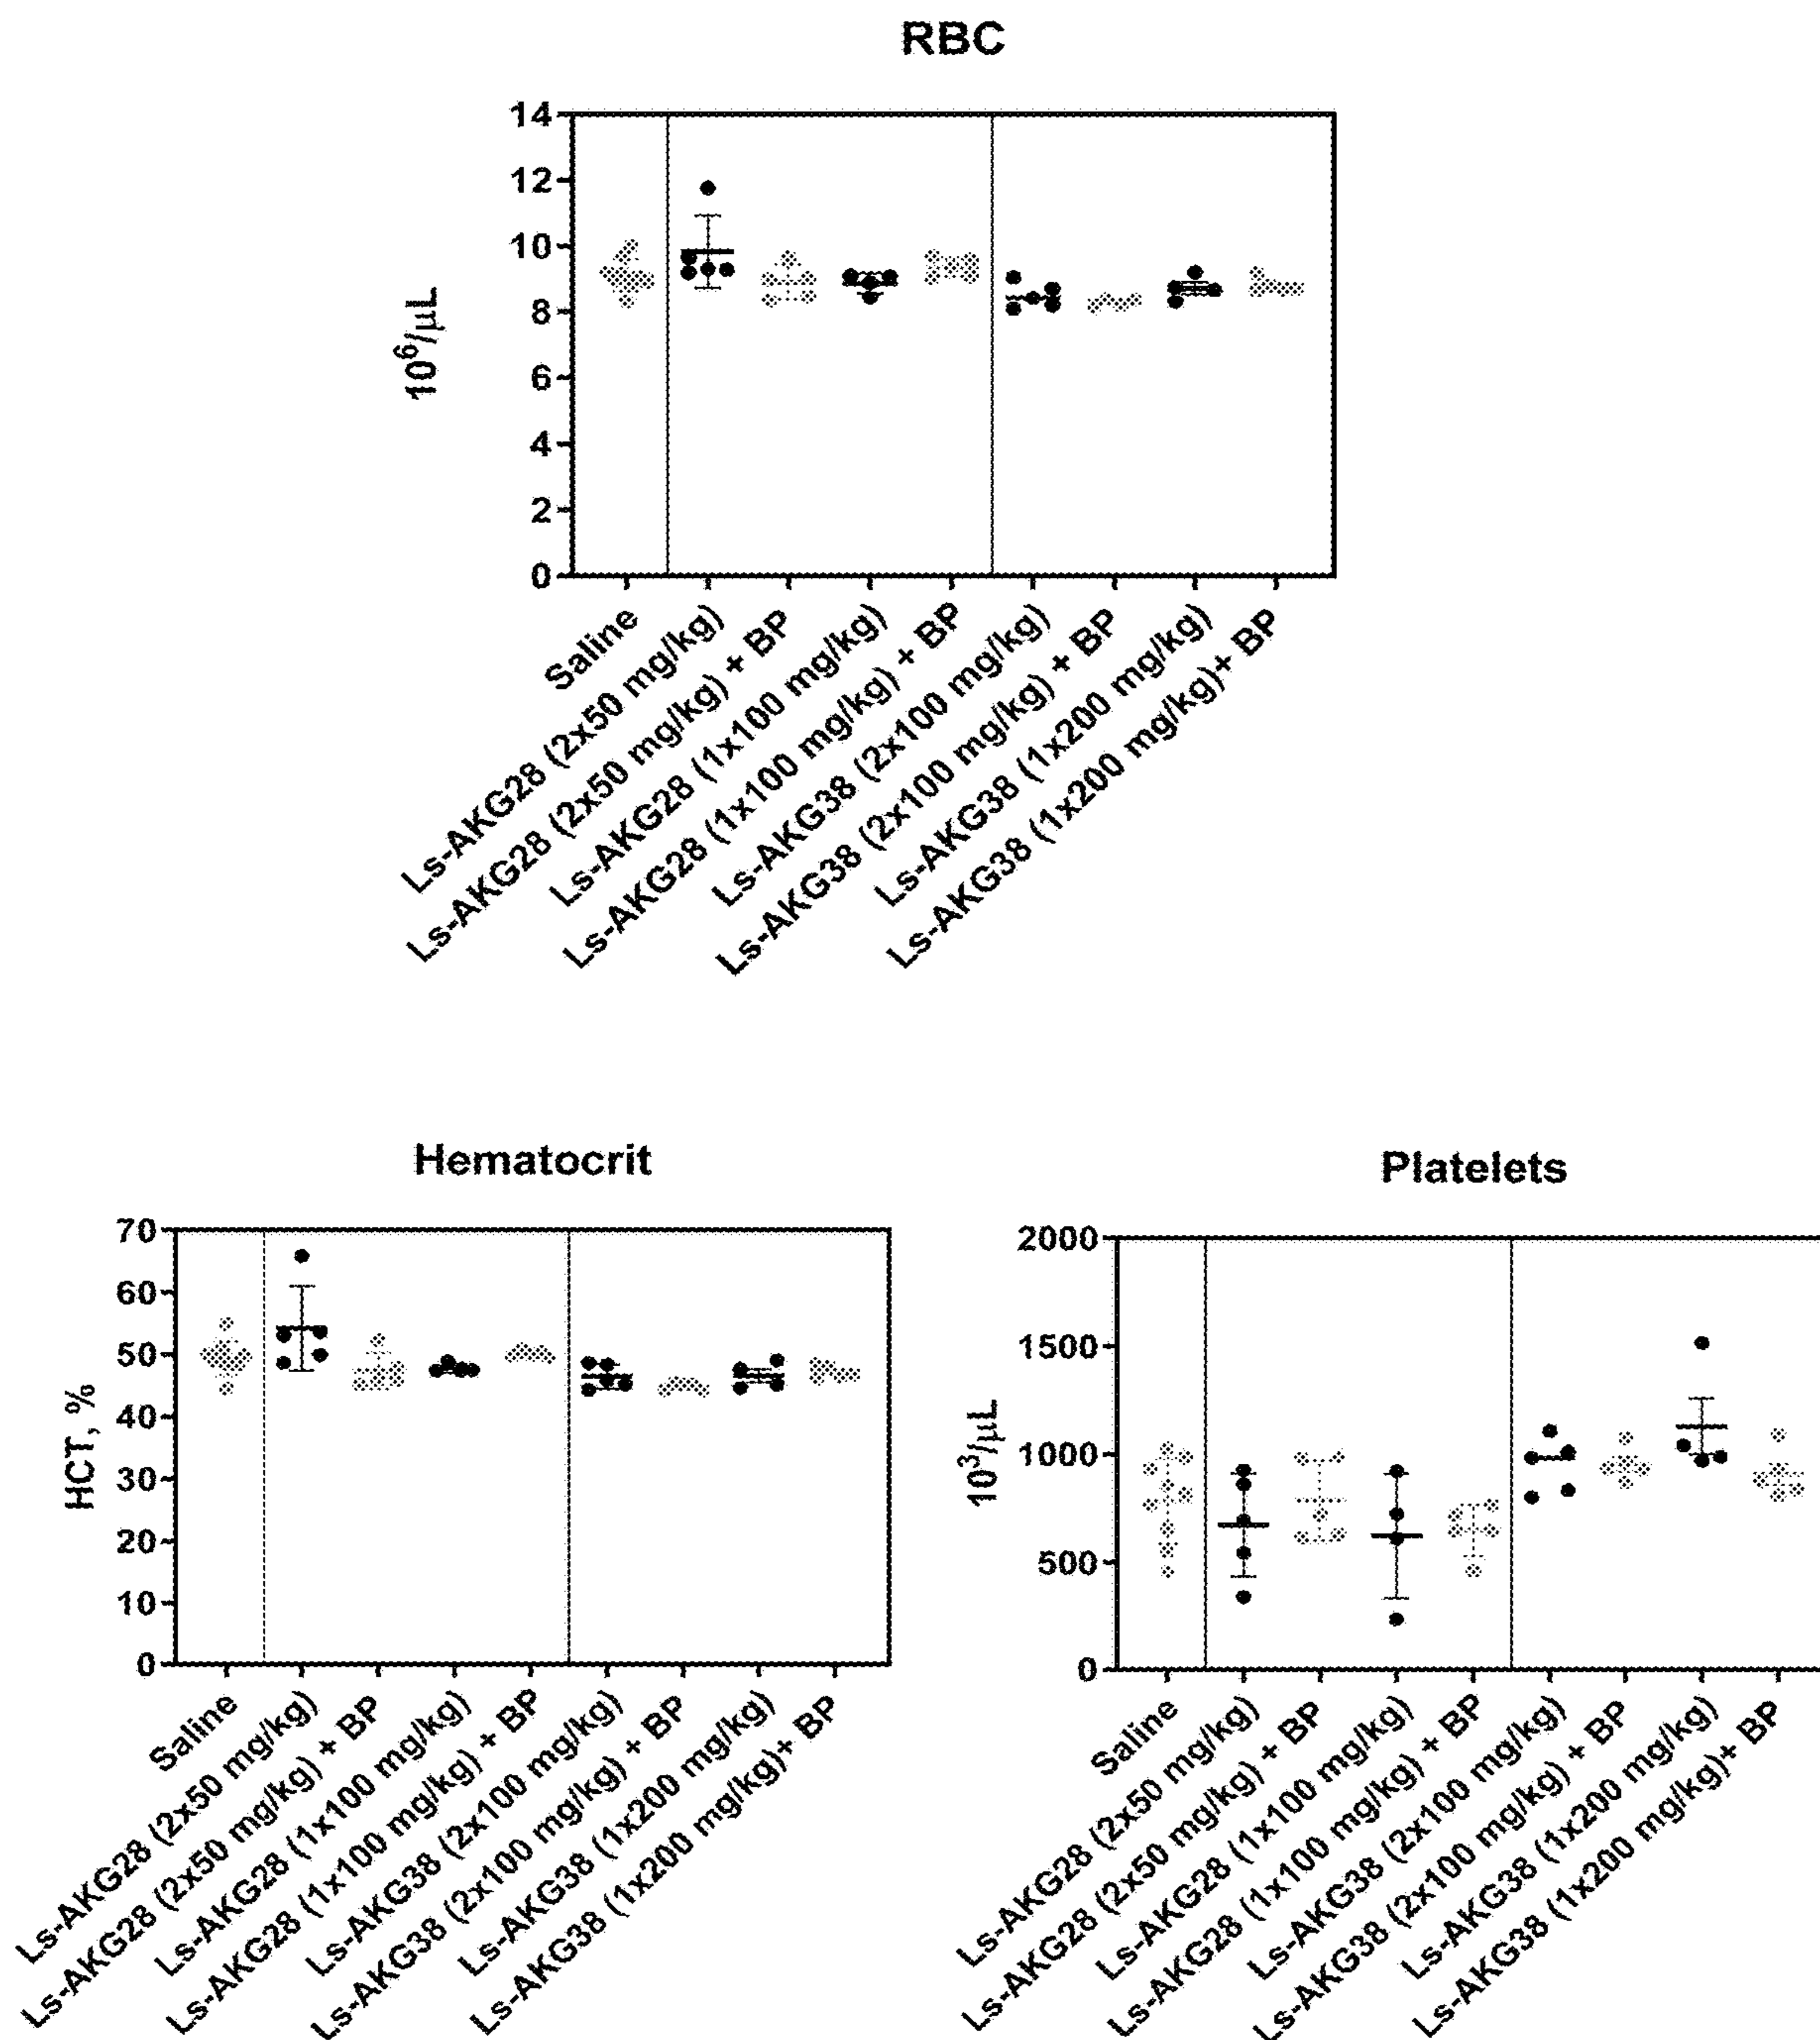 RBC
14
12
10
8
6
4
2
0
10⁶/µL
Saline
Ls-AKG28 (2x50 mg/kg)
Ls-AKG28 (2x50 mg/kg) + BP
Ls-AKG28 (1x100 mg/kg)
Ls-AKG28 (1x100 mg/kg) + BP
Ls-AKG38 (2x100 mg/kg)
Ls-AKG38 (2x100 mg/kg) + BP
Ls-AKG38 (1x200 mg/kg)
Ls-AKG38 (1x200 mg/kg)+ BP
Hematocrit
70
60
50
40
30
20
10
0
HCT, %
Saline
Ls-AKG28 (2x50 mg/kg)
Ls-AKG28 (2x50 mg/kg) + BP
Ls-AKG28 (1x100 mg/kg)
Ls-AKG28 (1x100 mg/kg) + BP
Ls-AKG38 (2x100 mg/kg)
Ls-AKG38 (2x100 mg/kg) + BP
Ls-AKG38 (1x200 mg/kg)
Ls-AKG38 (1x200 mg/kg)+ BP
Platelets
2000
1500
1000
500
0
10³/µL
Saline
Ls-AKG28 (2x50 mg/kg)
Ls-AKG28 (2x50 mg/kg) + BP
Ls-AKG28 (1x100 mg/kg)
Ls-AKG28 (1x100 mg/kg) + BP
Ls-AKG38 (2x100 mg/kg)
Ls-AKG38 (2x100 mg/kg) + BP
Ls-AKG38 (1x200 mg/kg)
Ls-AKG38 (1x200 mg/kg)+ BP